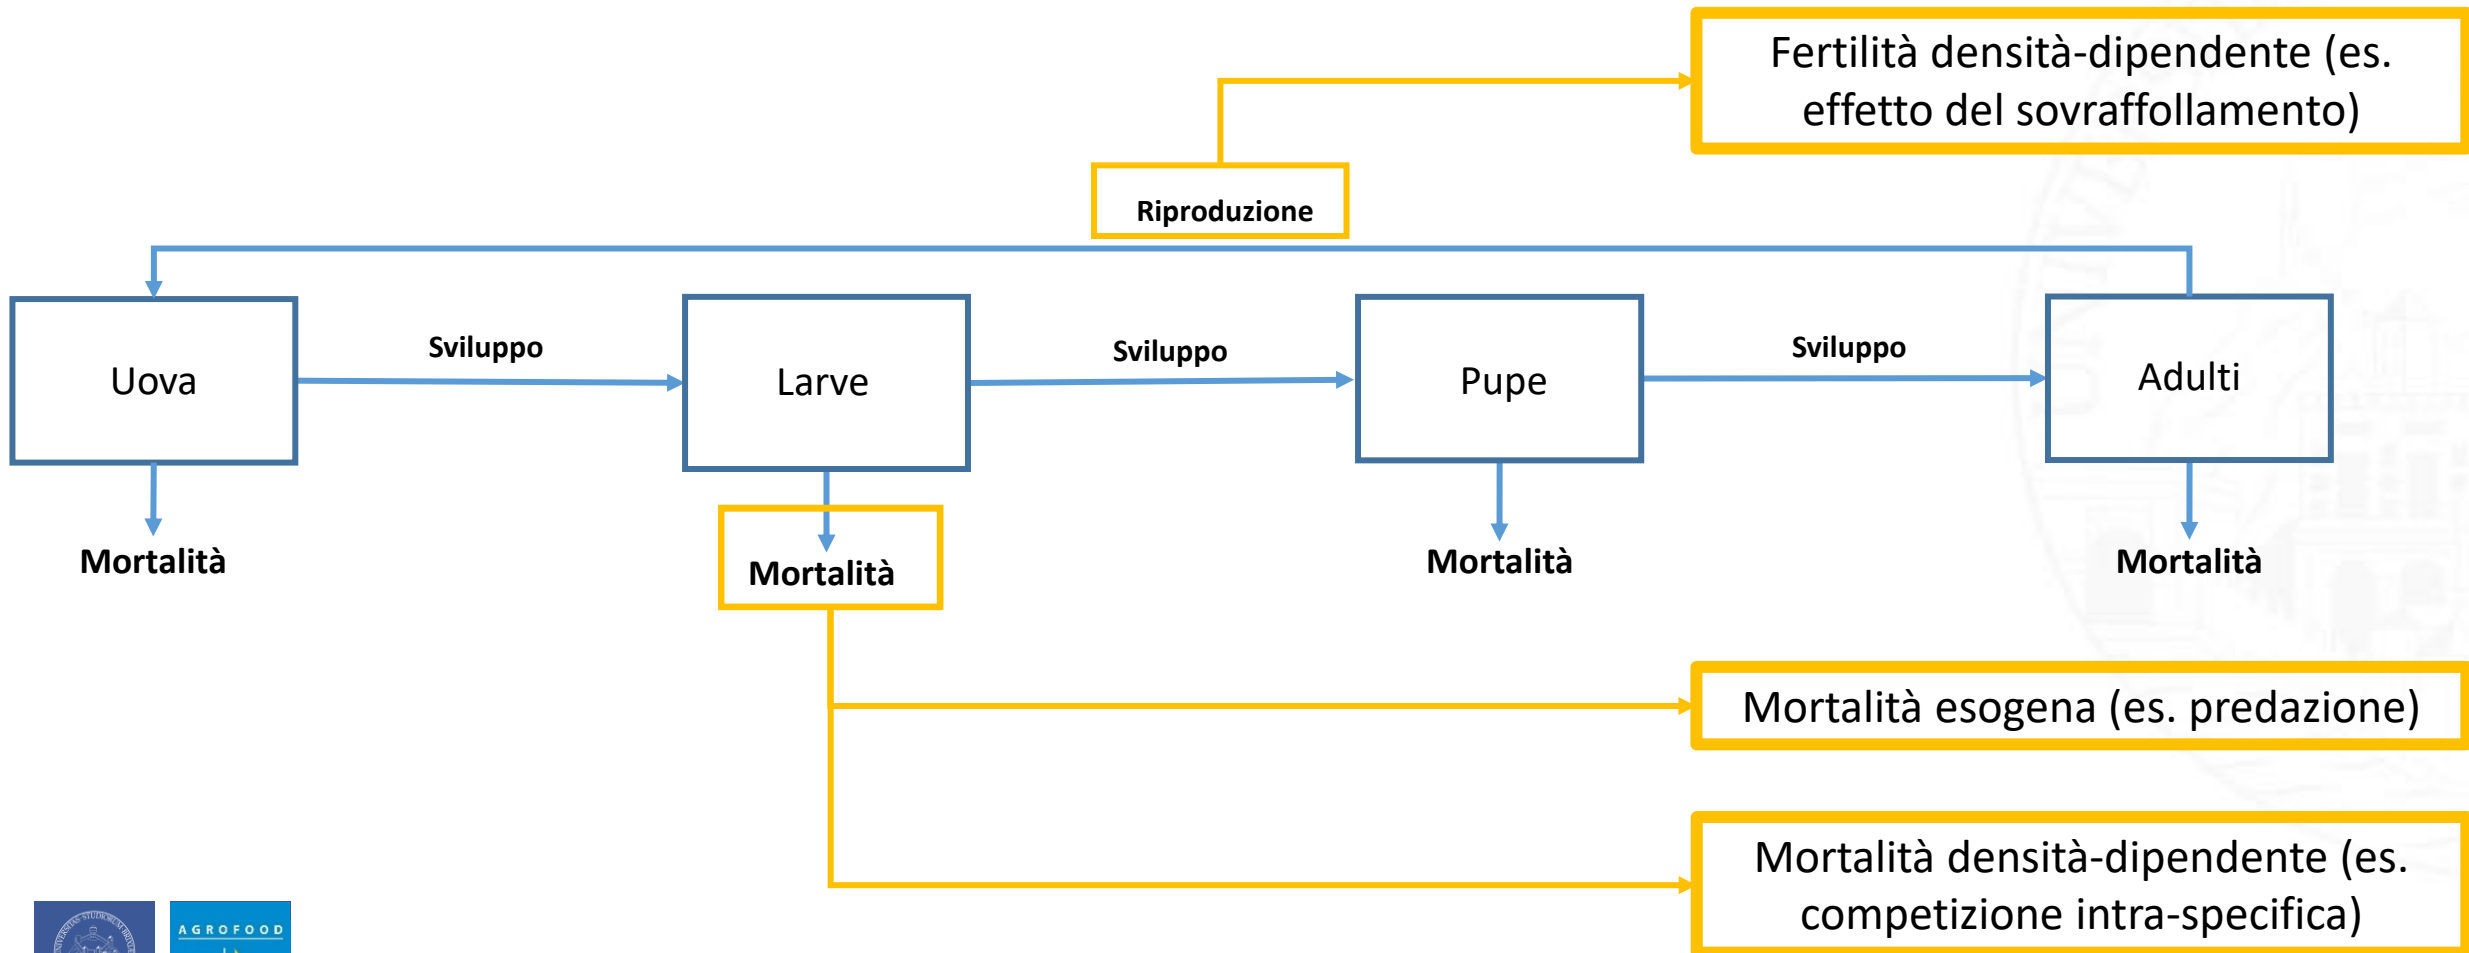 Fertilità densità-dipendente (es.
effetto del sovraffollamento)
Riproduzione
Uova
Sviluppo
Larve
Sviluppo
Pupe
Sviluppo
Adulti
Mortalità
Mortalità
Mortalità
Mortalità
Mortalità esogena (es. predazione)
Mortalità densità-dipendente (es.
competizione intra-specifica)
AGROFOOD